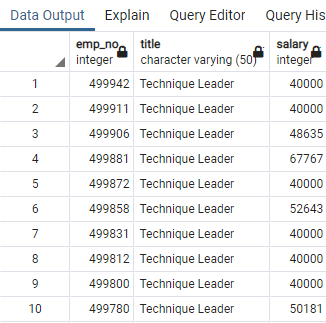 Data Output Explain Query Editor Query His
emp_no title salary
integer character varying (50) integer
1 499942 Technique Leader 40000
2 499911 Technique Leader 40000
3 499906 Technique Leader 48635
4 499881 Technique Leader 67767
5 499872 Technique Leader 40000
6 499858 Technique Leader 52643
7 499831 Technique Leader 40000
8 499812 Technique Leader 40000
9 499800 Technique Leader 40000
10 499780 Technique Leader 50181